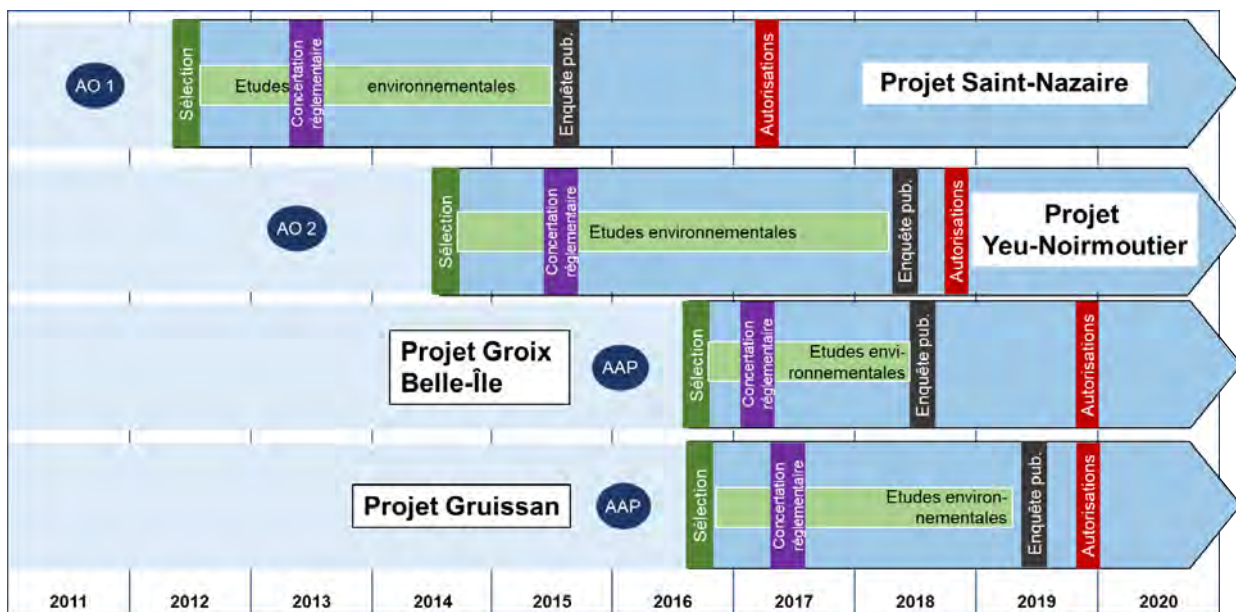 AO 1
Sélection
Etudes environnementales
Concertation
réglementaire
Enquête pub.
Autorisations
Projet Saint-Nazaire
AO 2
Sélection
Concertation
réglementaire
Etudes environnementales
Enquête pub.
Autorisations
Projet
Yeu-Noirmoutier
Projet Groix
Belle-Île
AAP
Sélection
Concertation
réglementaire
Etudes envi-
ronnementales
Enquête pub.
Autorisations
Projet Gruissan
AAP
Sélection
Concertation
réglementaire
Etudes environ-
nementales
Enquête pub.
Autorisations
2011 2012 2013 2014 2015 2016 2017 2018 2019 2020